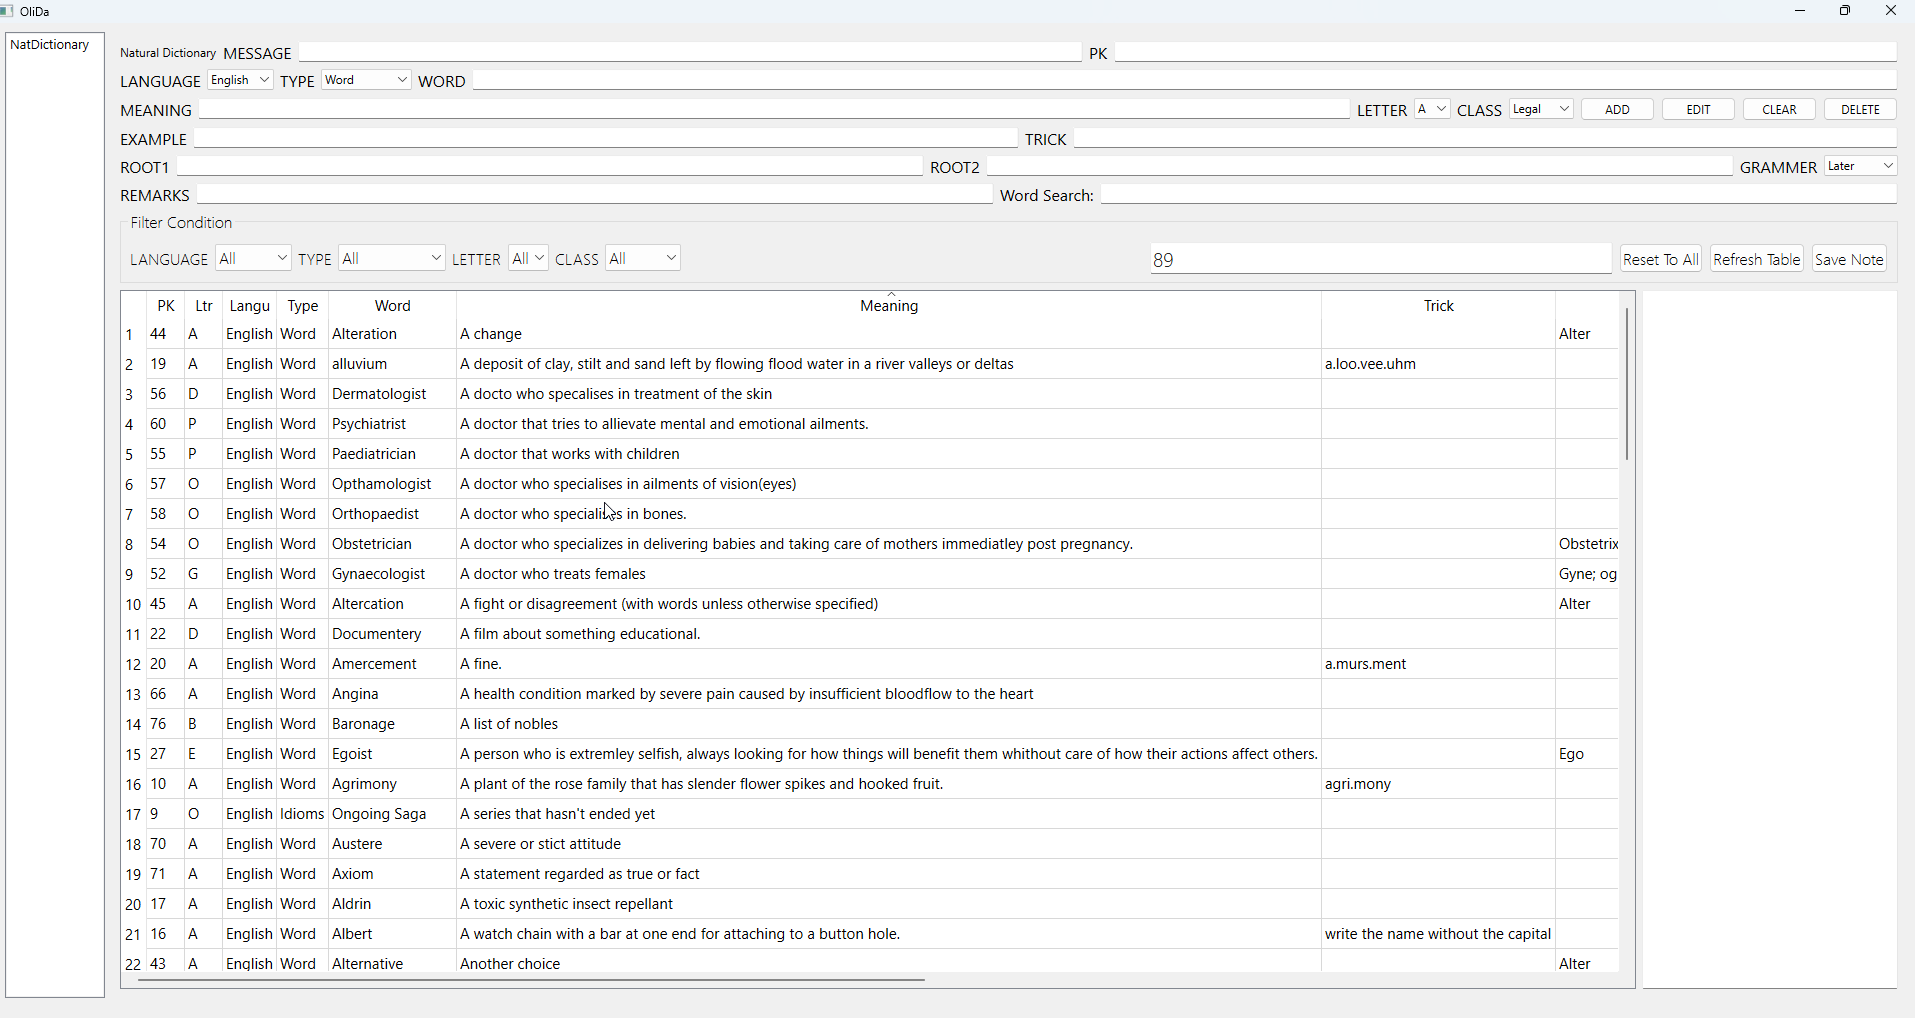 OliDa
NatDictionary
Natural Dictionary MESSAGE PK
LANGUAGE English TYPE Word WORD
MEANING LETTER A CLASS Legal ADD EDIT CLEAR DELETE
EXAMPLE TRICK
ROOT1 ROOT2 GRAMMER Later
REMARKS Word Search:
Filter Condition
LANGUAGE All TYPE All LETTER All CLASS All 89 Reset To All Refresh Table Save Note
PK Ltr Langu Type Word Meaning Trick
1 44 A English Word Alteration A change Alter
2 19 A English Word alluvium A deposit of clay, stilt and sand left by flowing flood water in a river valleys or deltas a.loo.vee.uhm
3 56 D English Word Dermatologist A docto who specalises in treatment of the skin
4 60 P English Word Psychiatrist A doctor that tries to allievate mental and emotional ailments.
5 55 P English Word Paediatrician A doctor that works with children
6 57 O English Word Opthamologist A doctor who specialises in ailments of vision(eyes)
7 58 O English Word Orthopaedist A doctor who specialises in bones.
8 54 O English Word Obstetrician A doctor who specializes in delivering babies and taking care of mothers immediatley post pregnancy. Obstetrix
9 52 G English Word Gynaecologist A doctor who treats females Gyne; og
10 45 A English Word Altercation A fight or disagreement (with words unless otherwise specified) Alter
11 22 D English Word Documentery A film about something educational.
12 20 A English Word Amercement A fine. a.murs.ment
13 66 A English Word Angina A health condition marked by severe pain caused by insufficient bloodflow to the heart
14 76 B English Word Baronage A list of nobles
15 27 E English Word Egoist A person who is extremley selfish, always looking for how things will benefit them whithout care of how their actions affect others. Ego
16 10 A English Word Agrimony A plant of the rose family that has slender flower spikes and hooked fruit. agri.mony
17 9 O English Idioms Ongoing Saga A series that hasn't ended yet
18 70 A English Word Austere A severe or stict attitude
19 71 A English Word Axiom A statement regarded as true or fact
20 17 A English Word Aldrin A toxic synthetic insect repellant
21 16 A English Word Albert A watch chain with a bar at one end for attaching to a button hole. write the name without the capital
22 43 A English Word Alternative Another choice Alter